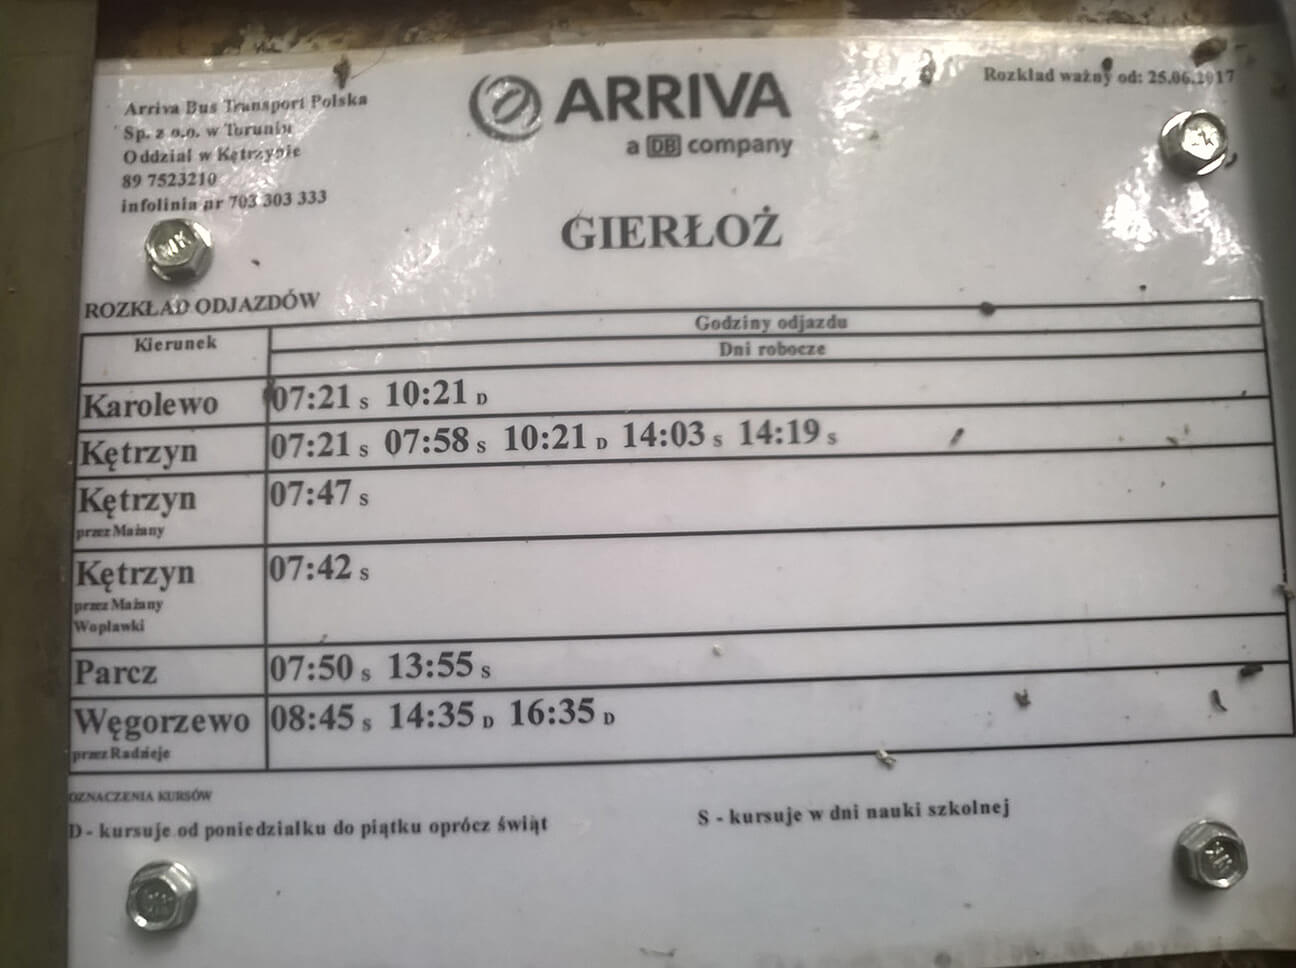 Arriva Bus Transport Polska
Sp. z o.o. w Toruniu
Oddział w Kętrzynie
89 7523210
infolinia nr 703 303 333
ARRIVA
a DB company
Rozkład ważny od: 25.06.2017
GIERŁOŻ
ROZKŁAD ODJAZDÓW
Kierunek
Godziny odjazdu
Dni robocze
Karolewo 07:21 S 10:21 D
Kętrzyn 07:21 S 07:58 S 10:21 D 14:03 S 14:19 S
Kętrzyn 07:47 S
przez Mażany
Kętrzyn 07:42 S
przez Mażany
Wopławki
Parcz 07:50 S 13:55 S
Węgorzewo 08:45 S 14:35 D 16:35 D
przez Radzieje
OZNACZENIA KURSÓW
D - kursuje od poniedziałku do piątku oprócz świąt
S - kursuje w dni nauki szkolnej